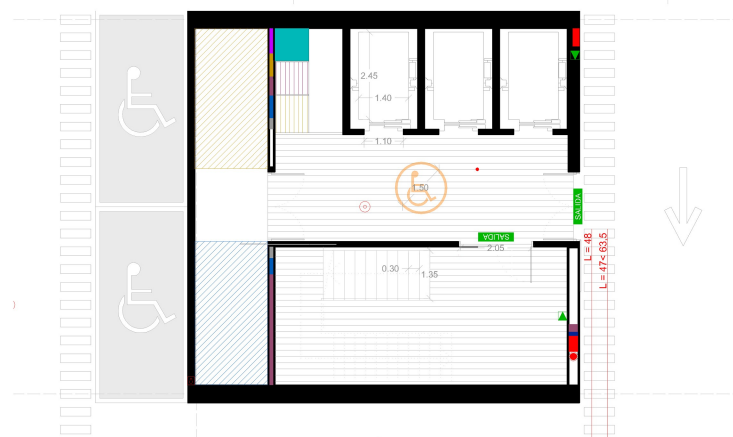 2.45
1.40
1.10
1.50
SALIDA
SALIDA
2.05
0.30
1.35
L = 48
L = 47< 63,5